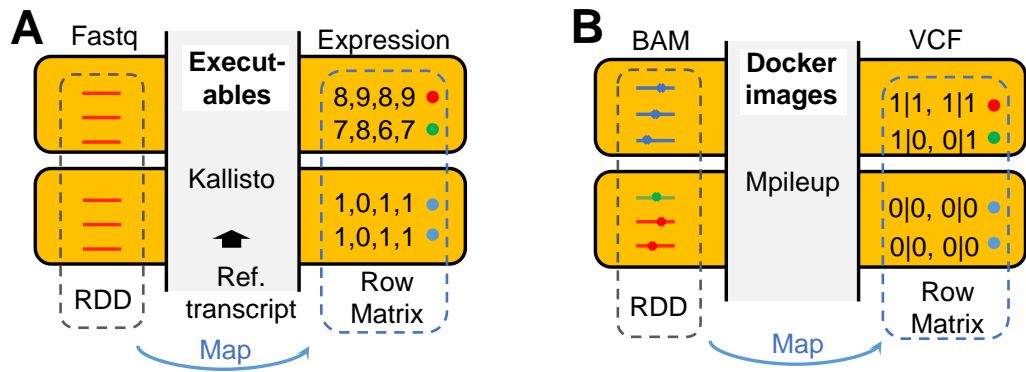 A
Fastq
Execut-
ables
Expression
8,9,8,9
7,8,6,7
Kallisto
1,0,1,1
1,0,1,1
Ref.
transcript
RDD
Row
Matrix
Map
B
BAM
Docker
images
VCF
1|1, 1|1
1|0, 0|1
Mpileup
0|0, 0|0
0|0, 0|0
RDD
Row
Matrix
Map